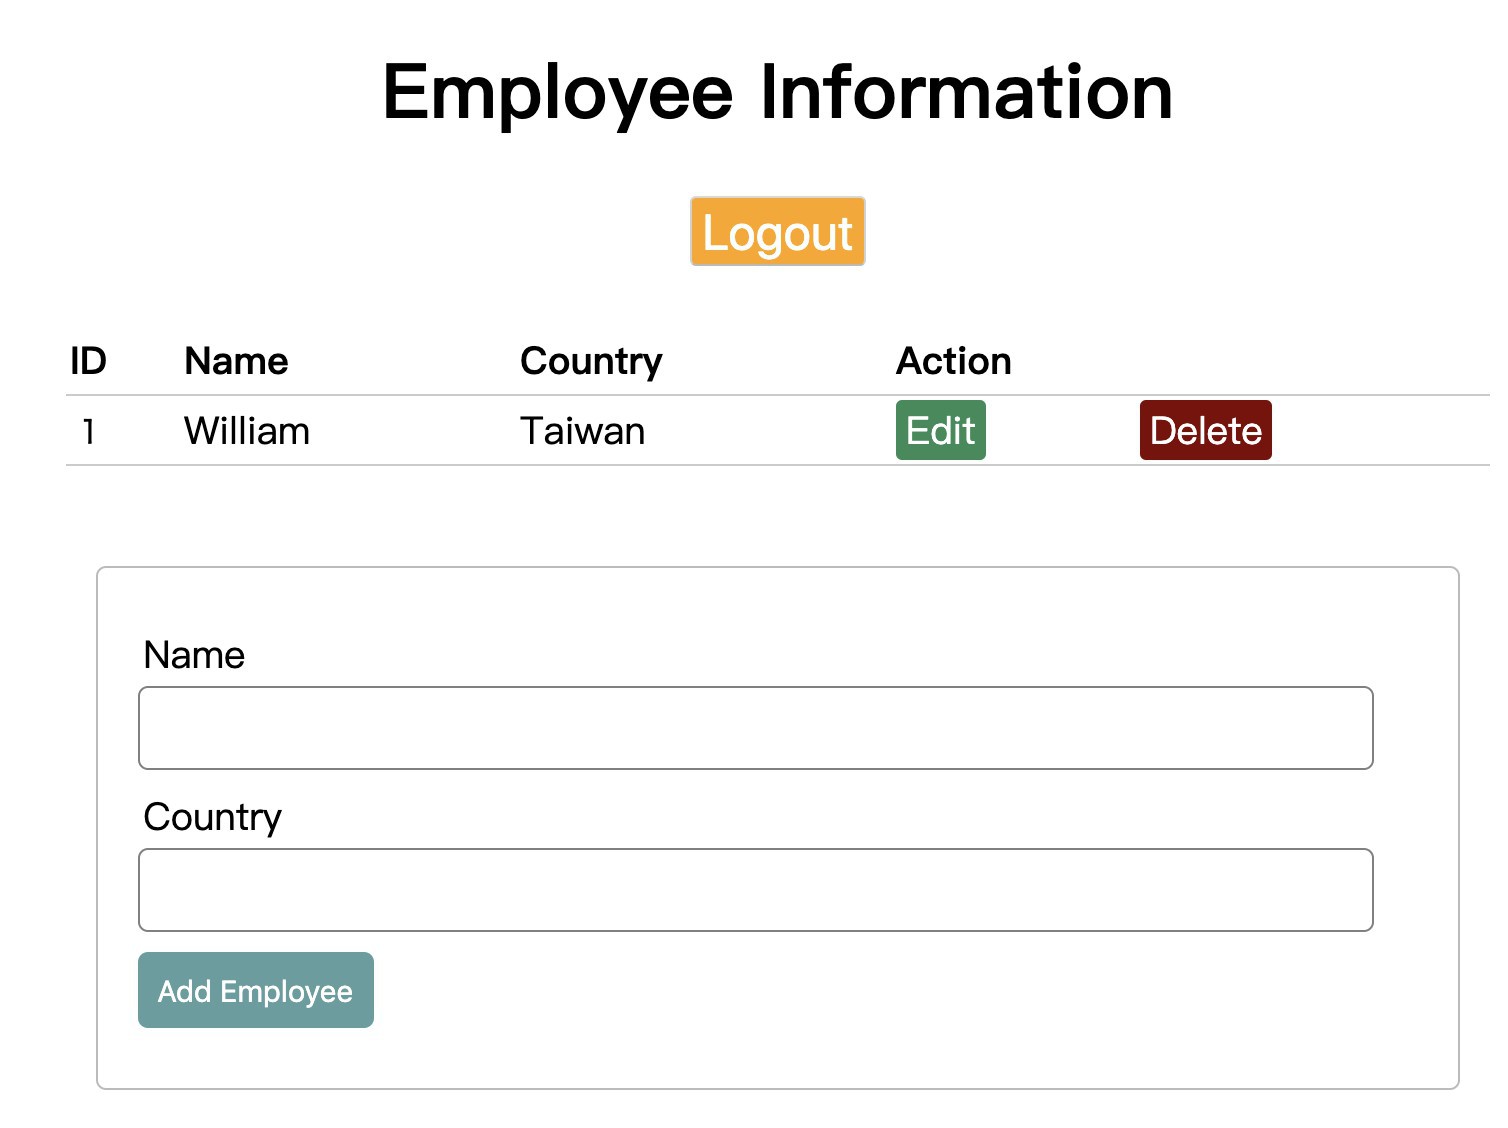 Employee Information
Logout
ID Name Country Action
1 William Taiwan Edit Delete
Name
Country
Add Employee